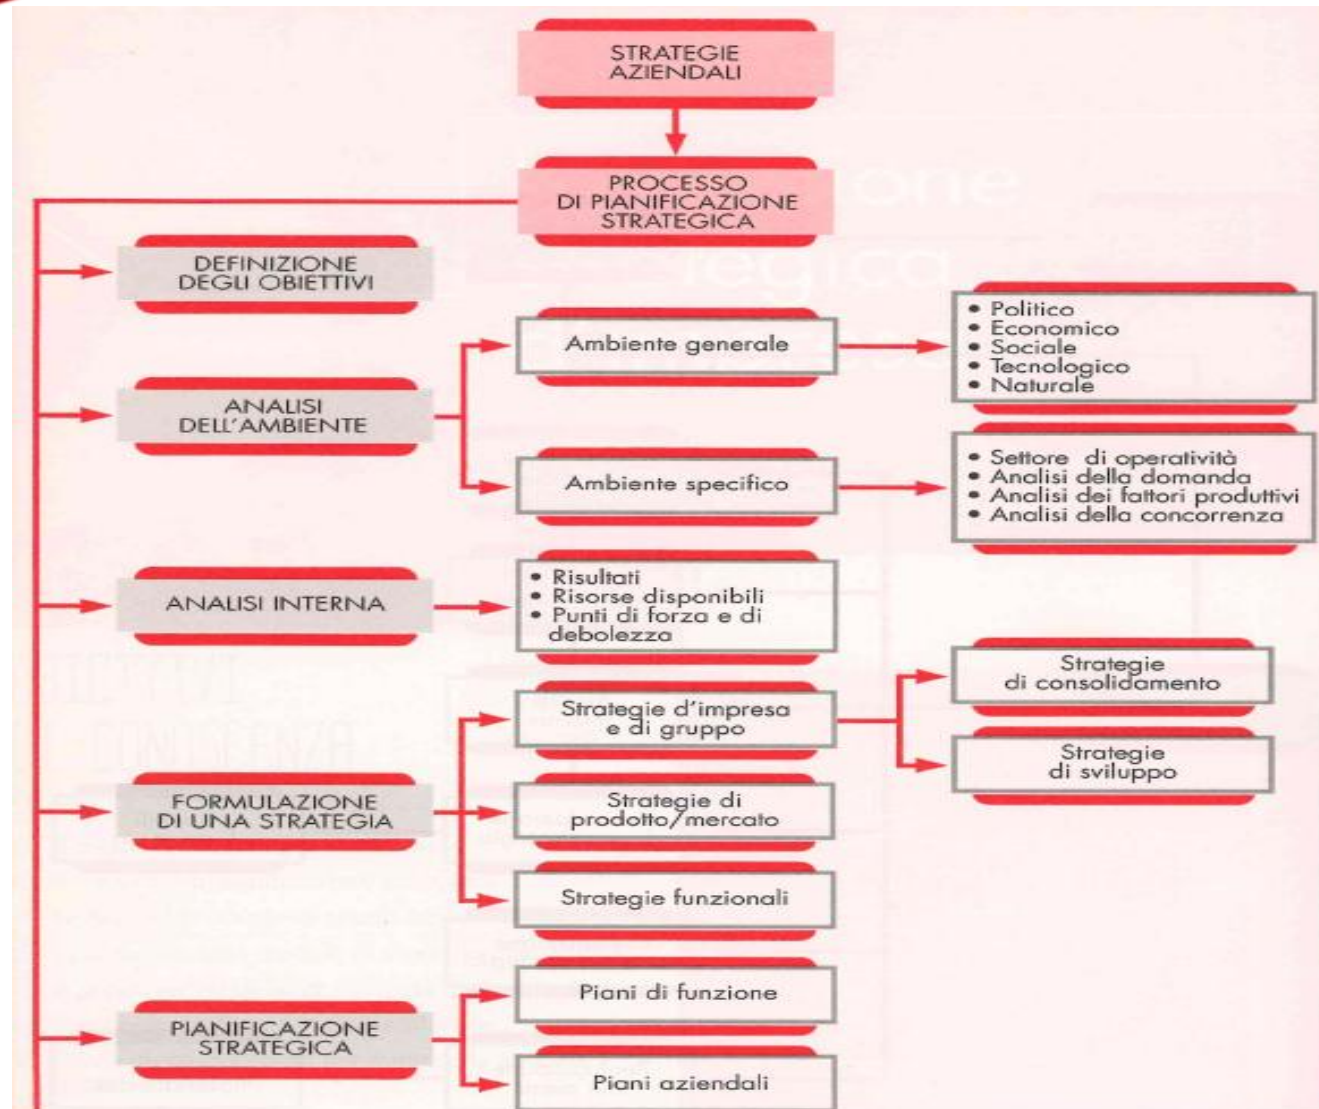 STRATEGIE
AZIENDALI
PROCESSO
DI PIANIFICAZIONE
STRATEGICA
DEFINIZIONE
DEGLI OBIETTIVI
ANALISI
DELL'AMBIENTE
Ambiente generale
• Politico
• Economico
• Sociale
• Tecnologico
• Naturale
Ambiente specifico
• Settore di operatività
• Analisi della domanda
• Analisi dei fattori produttivi
• Analisi della concorrenza
ANALISI INTERNA
• Risultati
• Risorse disponibili
• Punti di forza e di
debolezza
FORMULAZIONE
DI UNA STRATEGIA
Strategie d'impresa
e di gruppo
Strategie
di consolidamento
Strategie
di sviluppo
Strategie di
prodotto/mercato
Strategie funzionali
PIANIFICAZIONE
STRATEGICA
Piani di funzione
Piani aziendali